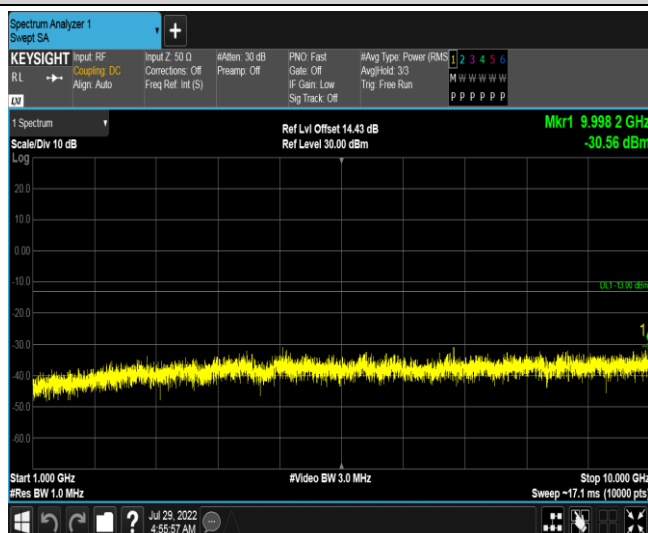 Spectrum Analyzer 1
Swept SA
+
KEYSIGHT
RL
LXI
Input: RF
Coupling: DC
Align: Auto
Input Z: 50 Ω
Corrections: Off
Freq Ref: Int (S)
#Atten: 30 dB
Preamp: Off
PNO: Fast
Gate: Off
IF Gain: Low
Sig Track: Off
#Avg Type: Power (RMS
Avg|Hold: 3/3
Trig: Free Run
1 2 3 4 5 6
M W W W W W
P P P P P P
1 Spectrum
Scale/Div 10 dB
Log
Ref Lvl Offset 14.43 dB
Ref Level 30.00 dBm
Mkr1 9.998 2 GHz
-30.56 dBm
20.0
10.0
0.00
-10.0
DL1 -13.00 dBm
-20.0
1
-30.0
-40.0
-50.0
-60.0
Start 1.000 GHz
#Video BW 3.0 MHz
Stop 10.000 GHz
#Res BW 1.0 MHz
Sweep ~17.1 ms (10000 pts)
?
Jul 29, 2022
4:55:57 AM